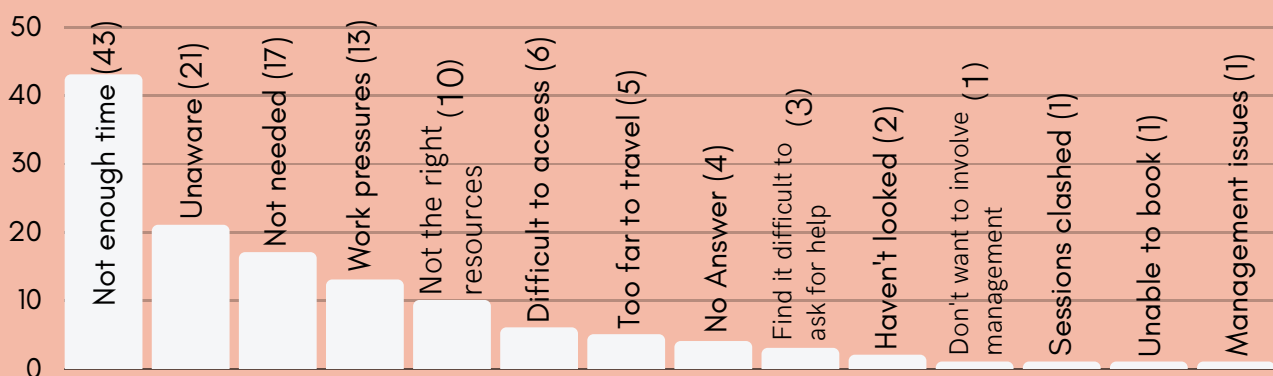 50
40
30
20
10
0
Not enough time (43)
Unaware (21)
Not needed (17)
Work pressures (13)
Not the right
resources
(10)
Difficult to access (6)
Too far to travel (5)
No Answer (4)
Find it difficult to
ask for help
(3)
Haven't looked (2)
Don't want to involve
management
(1)
Sessions clashed (1)
Unable to book (1)
Management issues (1)